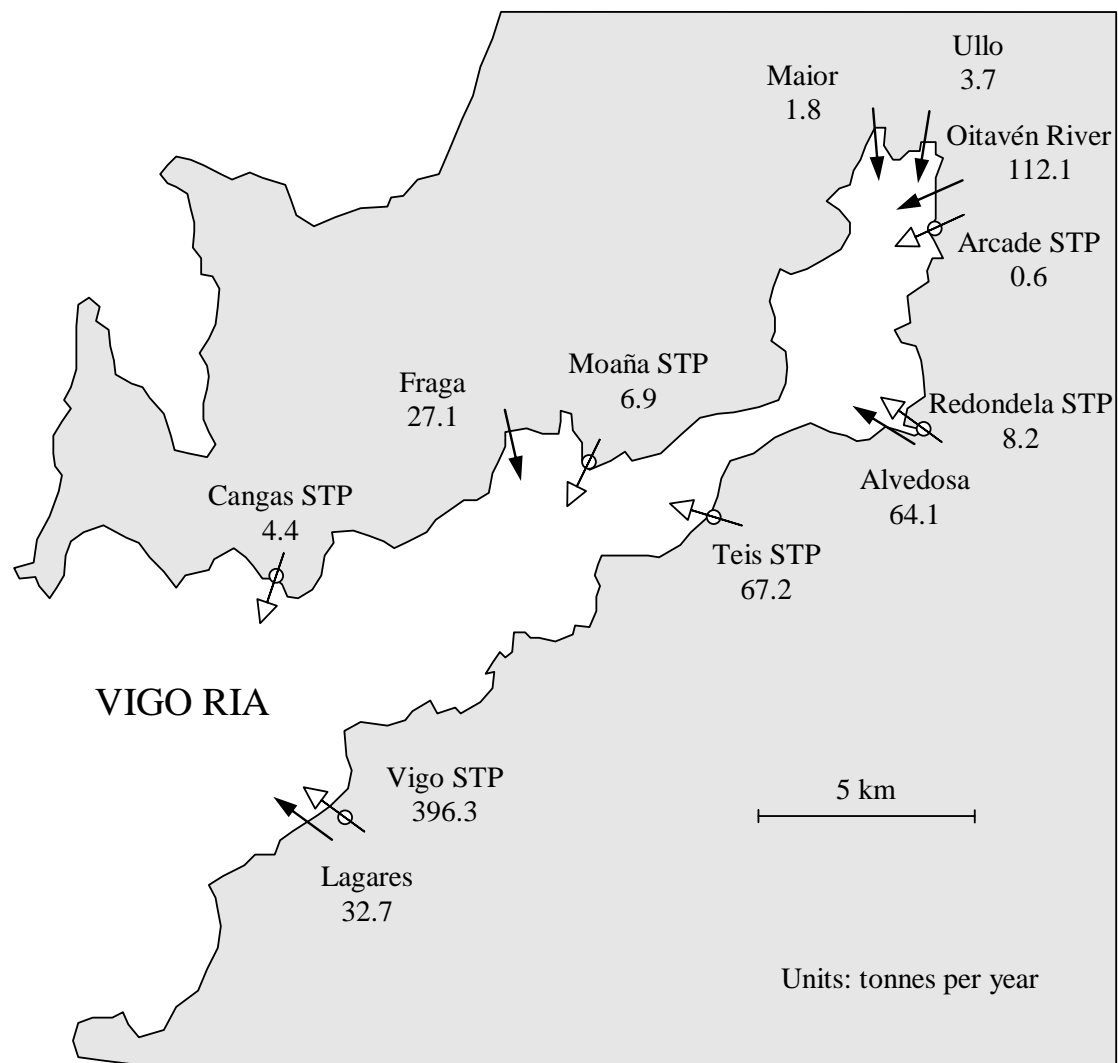 Ullo
3.7
Maior
1.8
Oitavén River
112.1
Arcade STP
0.6
Moaña STP
6.9
Fraga
27.1
Redondela STP
8.2
Cangas STP
4.4
Alvedosa
64.1
Teis STP
67.2
VIGO RIA
Vigo STP
396.3
5 km
Lagares
32.7
Units: tonnes per year